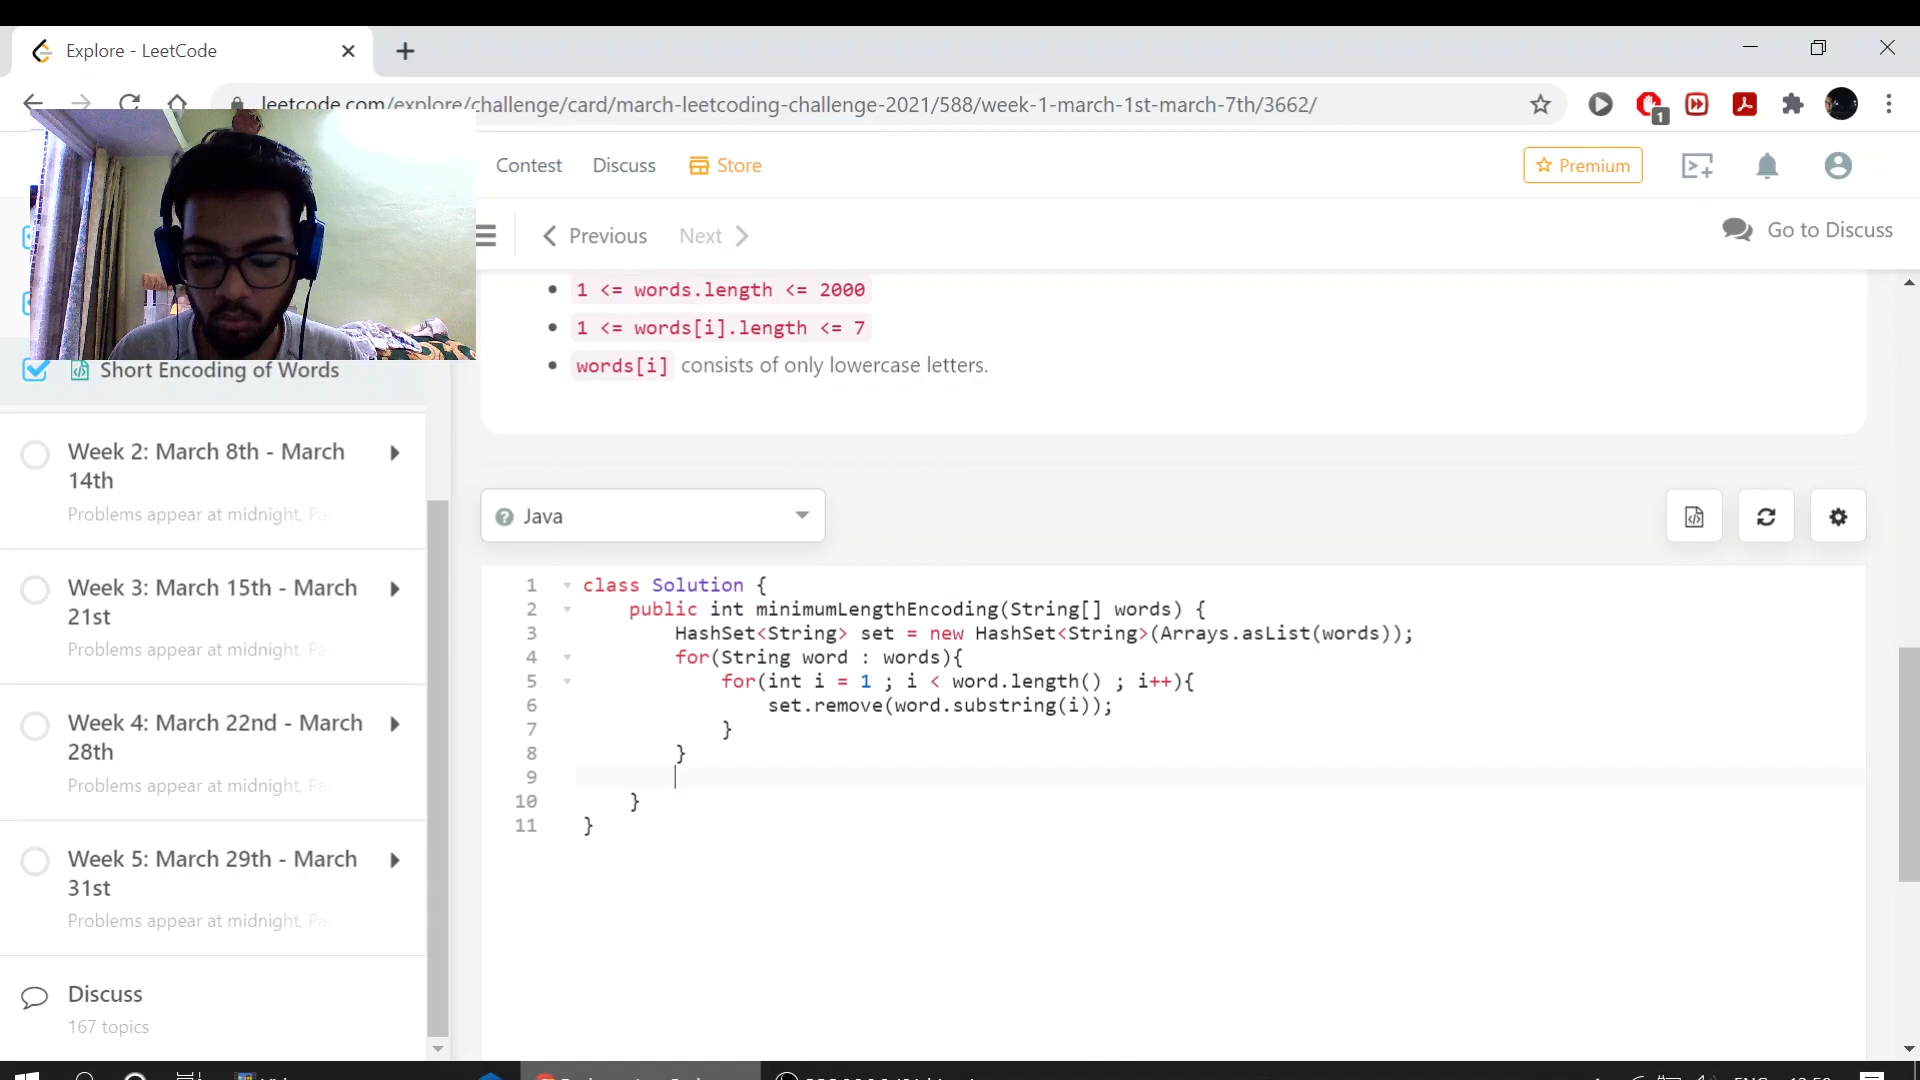 Explore - LeetCode
leetcode.com/explore/challenge/card/march-leetcoding-challenge-2021/588/week-1-march-1st-march-7th/3662/
1
Contest Discuss Store
Premium
Previous Next
Go to Discuss
1 <= words.length <= 2000
1 <= words[i].length <= 7
words[i] consists of only lowercase letters.
Short Encoding of Words
Week 2: March 8th - March
14th
Problems appear at midnight, Pa
Week 3: March 15th - March
21st
Problems appear at midnight, Pa
Week 4: March 22nd - March
28th
Problems appear at midnight, Pa
Week 5: March 29th - March
31st
Problems appear at midnight, Pa
Discuss
167 topics
Java
1 class Solution {
2 public int minimumLengthEncoding(String[] words) {
3 HashSet<String> set = new HashSet<String>(Arrays.asList(words));
4 for(String word : words){
5 for(int i = 1 ; i < word.length() ; i++){
6 set.remove(word.substring(i));
7 }
8 }
9
10 }
11 }